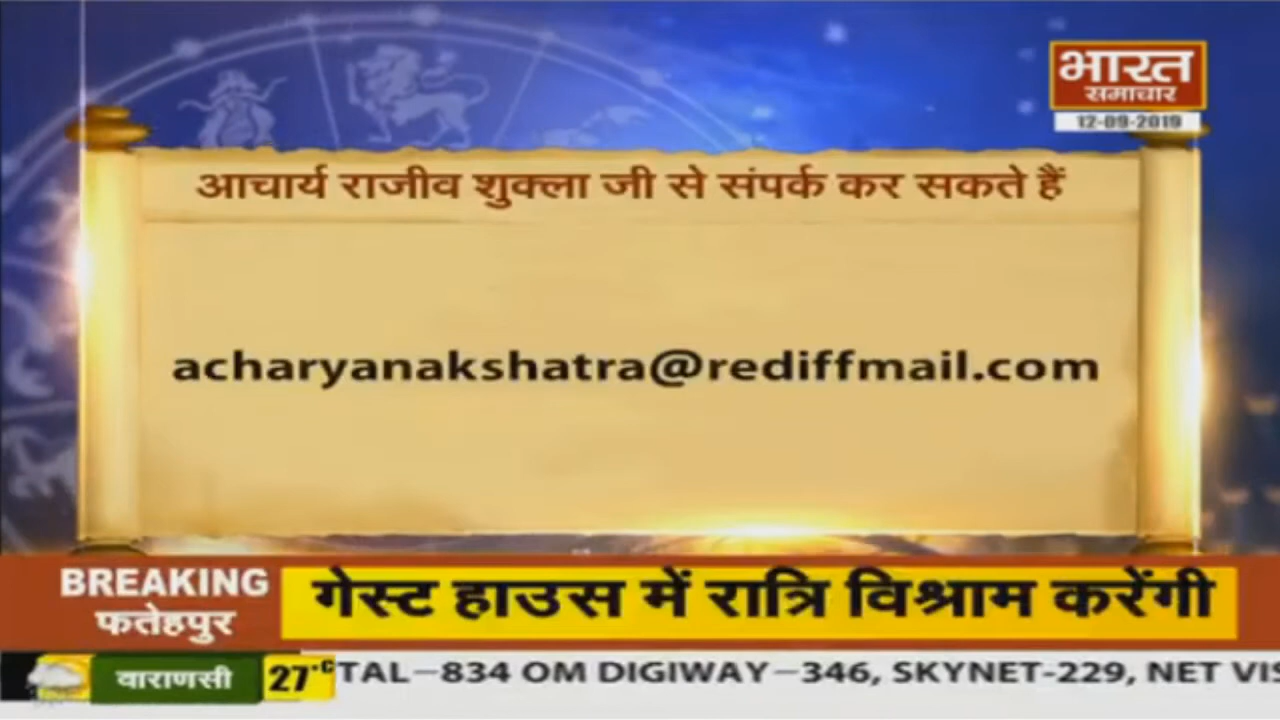 भारत
समाचार
12-09-2019
आचार्य राजीव शुक्ला जी से संपर्क कर सकते हैं
acharyanakshatra@rediffmail.com
BREAKING
फतेहपुर
गेस्ट हाउस में रात्रि विश्राम करेंगी
वाराणसी 27°C TAL-834 OM DIGIWAY-346, SKYNET-229, NET VIS